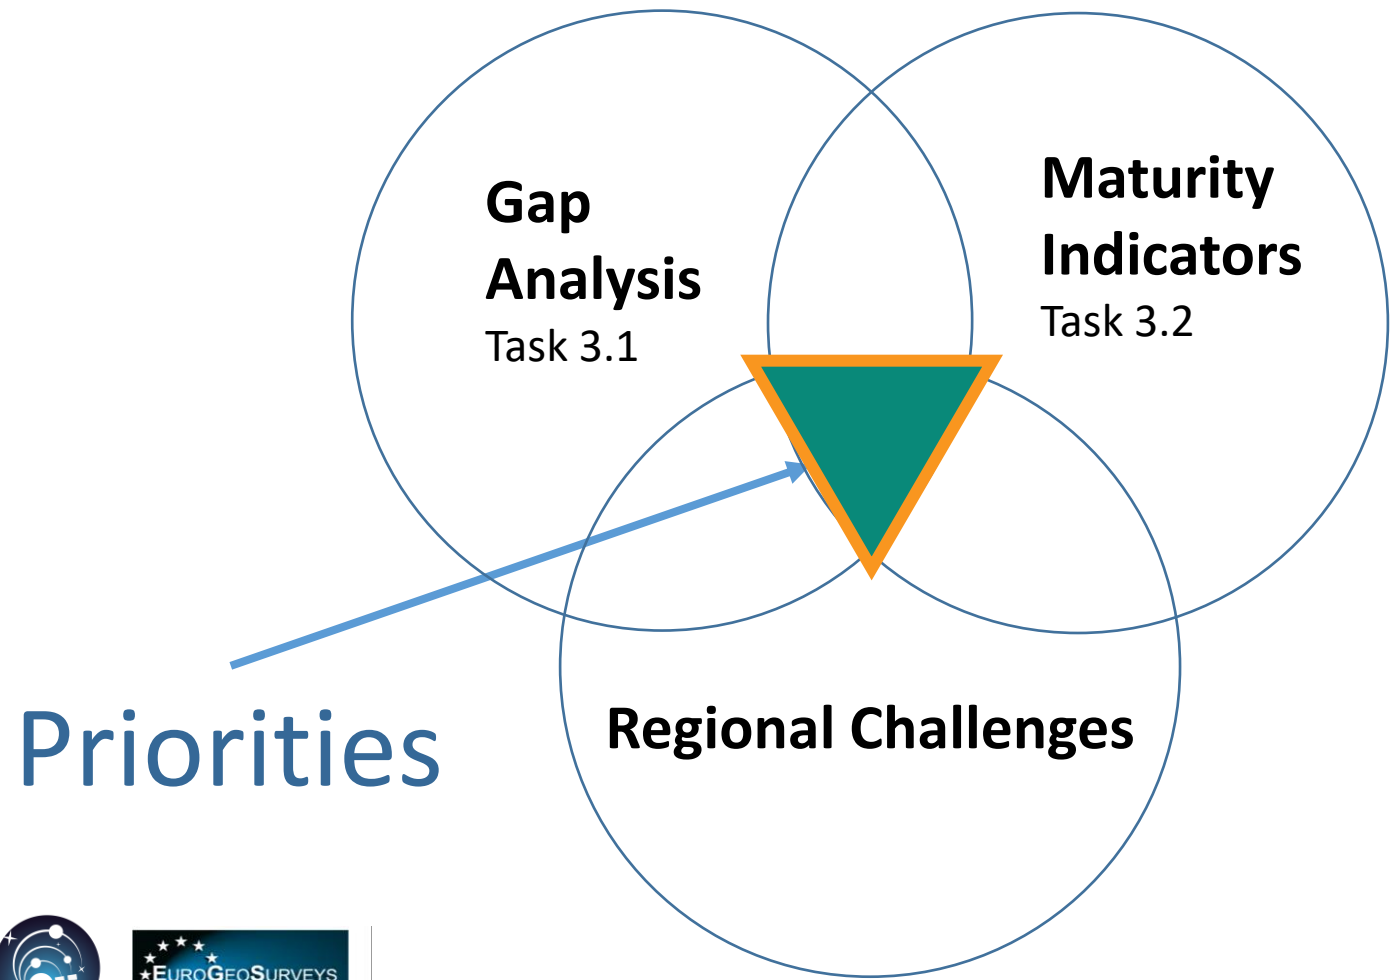 Gap
Analysis
Task 3.1
Maturity
Indicators
Task 3.2
Regional Challenges
Priorities
EUROGEOSURVEYS